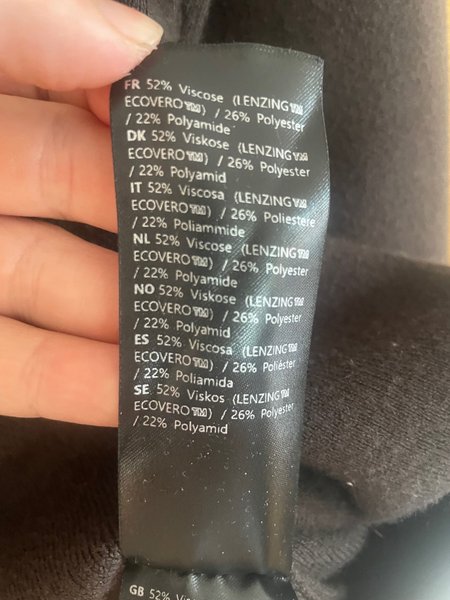 FR 52% Viscose (LENZING™
ECOVERO™) / 26% Polyester
/ 22% Polyamide
DK 52% Viskose (LENZING™
ECOVERO™) / 26% Polyester
/ 22% Polyamid
IT 52% Viscosa (LENZING™
ECOVERO™) / 26% Poliestere
/ 22% Poliammide
NL 52% Viscose (LENZING™
ECOVERO™) / 26% Polyester
/ 22% Polyamide
NO 52% Viskose (LENZING™
ECOVERO™) / 26% Polyester
/ 22% Polyamid
ES 52% Viscosa (LENZING™
ECOVERO™) / 26% Poliéster
/ 22% Poliamida
SE 52% Viskos (LENZING™
ECOVERO™) / 26% Polyester
/ 22% Polyamid
GB 52%